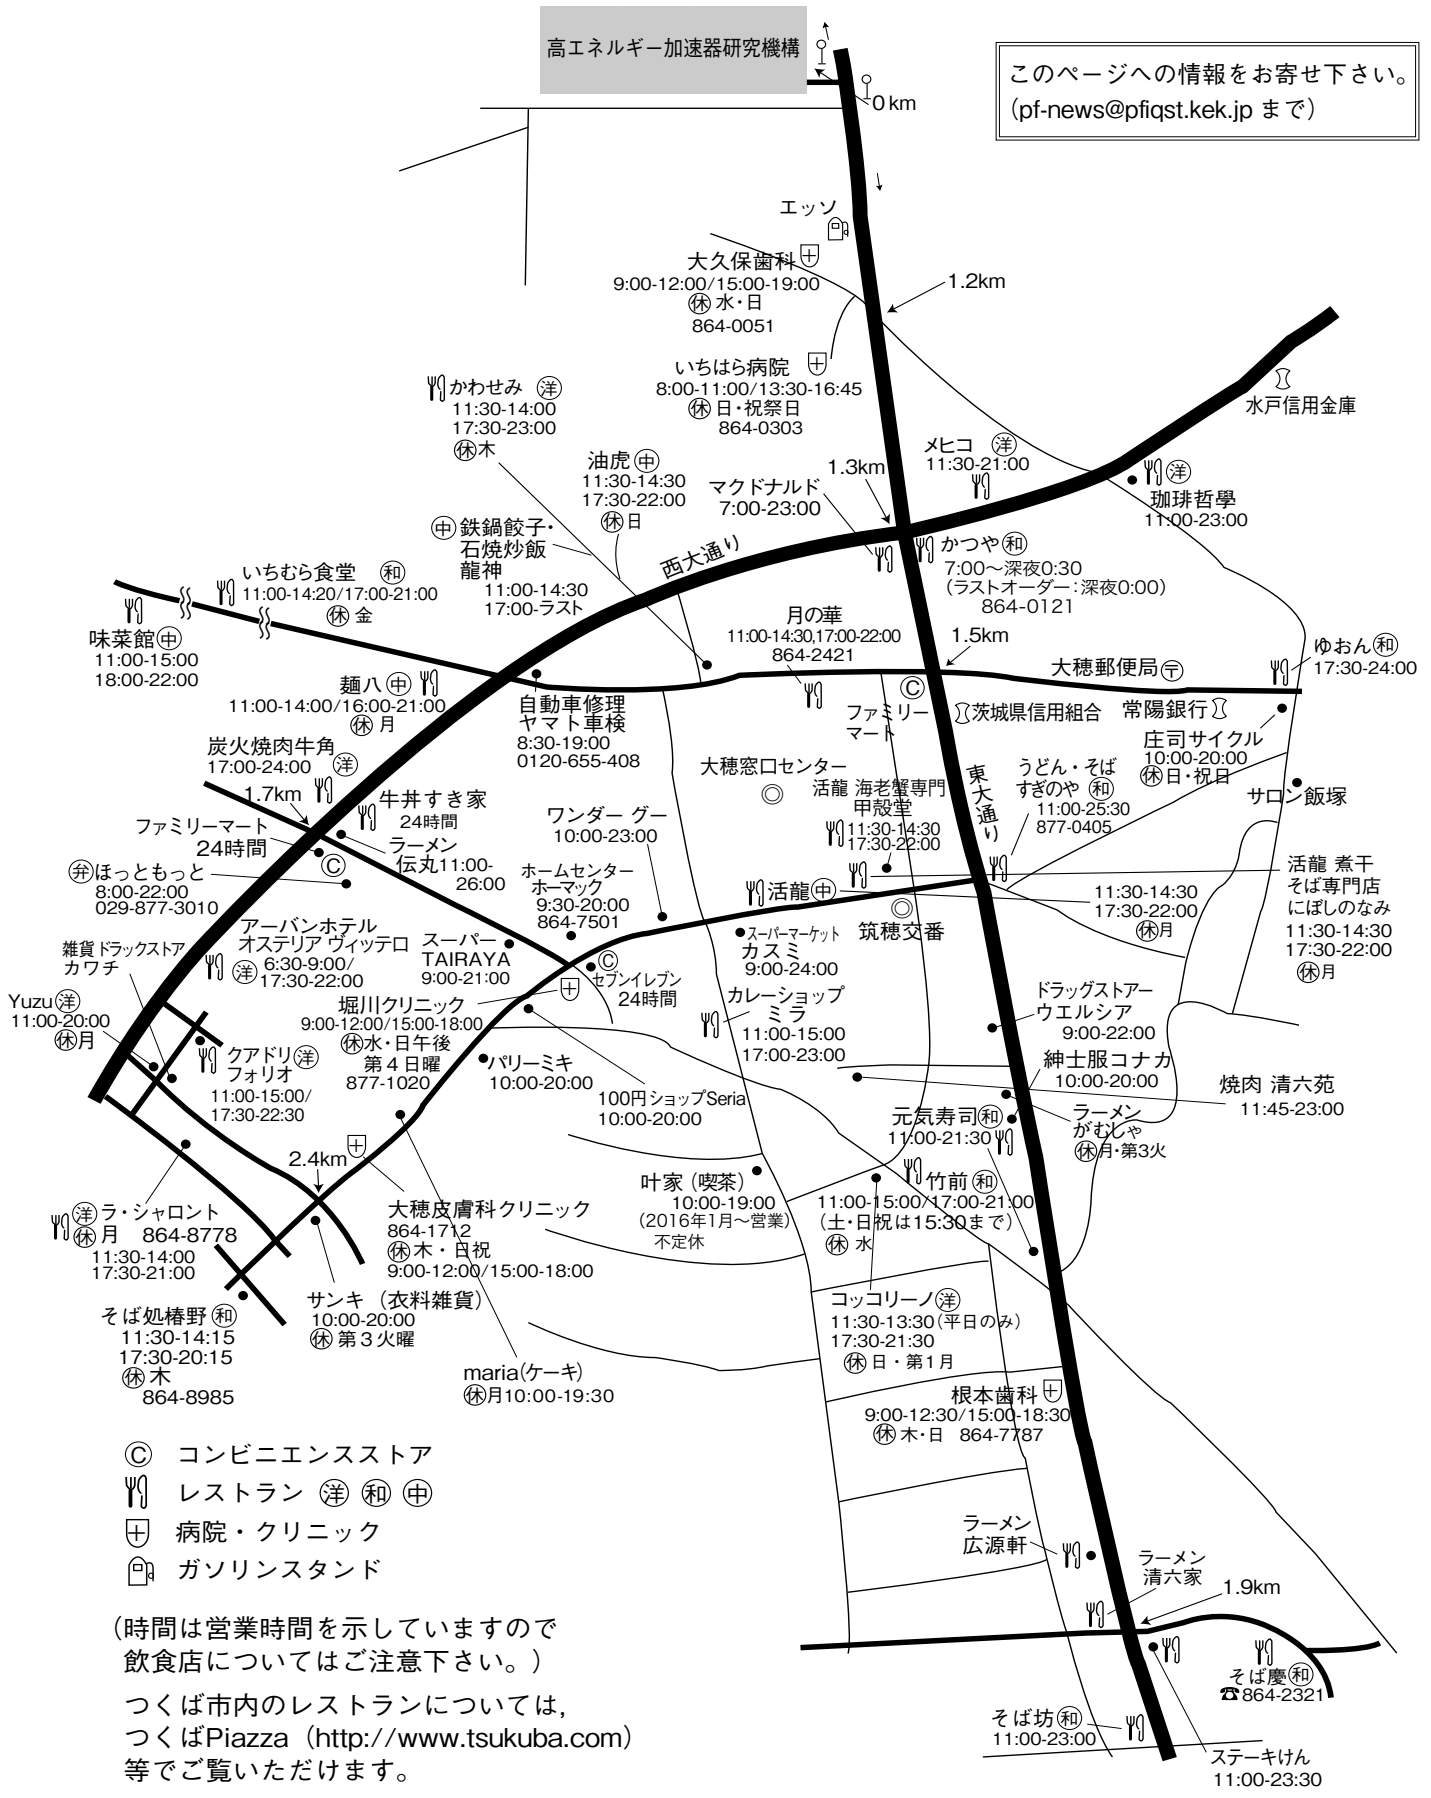 高エネルギー加速器研究機構
このページへの情報をお寄せ下さい。
(pf-news@pfiqst.kek.jp まで)
0 km
エッソ
大久保歯科
9:00-12:00/15:00-19:00
休 水・日
864-0051
1.2km
いちはら病院
8:00-11:00/13:30-16:45
休 日・祝祭日
864-0303
水戸信用金庫
かわせみ 洋
11:30-14:00
17:30-23:00
休木
油虎 中
11:30-14:30
17:30-22:00
休日
メヒコ 洋
11:30-21:00
1.3km
マクドナルド
7:00-23:00
洋
珈琲哲學
11:00-23:00
中 鉄鍋餃子・
石焼炒飯
龍神
11:00-14:30
17:00-ラスト
西大通り
かつや 和
7:00～深夜0:30
(ラストオーダー:深夜0:00)
864-0121
いちむら食堂 和
11:00-14:20/17:00-21:00
休 金
味菜館 中
11:00-15:00
18:00-22:00
月の華
11:00-14:30,17:00-22:00
864-2421
1.5km
大穂郵便局 〒
ゆおん 和
17:30-24:00
麺八 中
11:00-14:00/16:00-21:00
休 月
自動車修理
ヤマト車検
8:30-19:00
0120-655-408
C
ファミリー
マート
茨城県信用組合
常陽銀行
庄司サイクル
10:00-20:00
休 日・祝日
サロン飯塚
炭火焼肉牛角
17:00-24:00 洋
1.7km
大穂窓口センター
東大通り
うどん・そば
すぎのや 和
11:00-25:30
877-0405
活龍 海老蟹専門
甲殻堂
11:30-14:30
17:30-22:00
牛丼すき家
24時間
ファミリーマート
24時間
C
ラーメン
伝丸11:00-
26:00
ワンダー グー
10:00-23:00
弁 ほっともっと
8:00-22:00
029-877-3010
ホームセンター
ホーマック
9:30-20:00
864-7501
活龍 中
11:30-14:30
17:30-22:00
休月
活龍 煮干
そば専門店
にぼしのなみ
11:30-14:30
17:30-22:00
休月
筑穂交番
アーバンホテル
オステリア ヴィッテロ
洋 6:30-9:00/
17:30-22:00
スーパー
TAIRAYA
9:00-21:00
スーパーマーケット
カスミ
9:00-24:00
雑貨 ドラックストア
カワチ
C
セブンイレブン
24時間
Yuzu 洋
11:00-20:00
休月
堀川クリニック
9:00-12:00/15:00-18:00
休 水・日午後
第４日曜
877-1020
カレーショップ
ミラ
11:00-15:00
17:00-23:00
ドラッグストアー
ウエルシア
9:00-22:00
クアドリ 洋
フォリオ
11:00-15:00/
17:30-22:30
パリーミキ
10:00-20:00
100円 ショップSeria
10:00-20:00
紳士服コナカ
10:00-20:00
焼肉 清六苑
11:45-23:00
元気寿司 和
11:00-21:30
ラーメン
がむしゃ
休 月・第3火
2.4km
叶家（喫茶）
10:00-19:00
(2016年1月～営業)
不定休
竹前 和
11:00-15:00/17:00-21:00
(土・日祝は15:30まで)
休 水
洋 ラ・シャロント
休 月 864-8778
11:30-14:00
17:30-21:00
大穂皮膚科クリニック
864-1712
休 木・日祝
9:00-12:00/15:00-18:00
そば処椿野 和
11:30-14:15
17:30-20:15
休 木
864-8985
サンキ（衣料雑貨）
10:00-20:00
休 第３火曜
コッコリーノ 洋
11:30-13:30(平日のみ)
17:30-21:30
休 日・第１月
maria(ケーキ)
休月10:00-19:30
根本歯科
9:00-12:30/15:00-18:30
休 木・日 864-7787
C コンビニエンスストア
レストラン 洋 和 中
病院・クリニック
ガソリンスタンド
ラーメン
広源軒
ラーメン
清六家
1.9km
そば慶 和
☎864-2321
そば坊 和
11:00-23:00
ステーキけん
11:00-23:30
（時間は営業時間を示していますので
飲食店についてはご注意下さい。）
つくば市内のレストランについては,
つくばPiazza（http://www.tsukuba.com）
等でご覧いただけます。